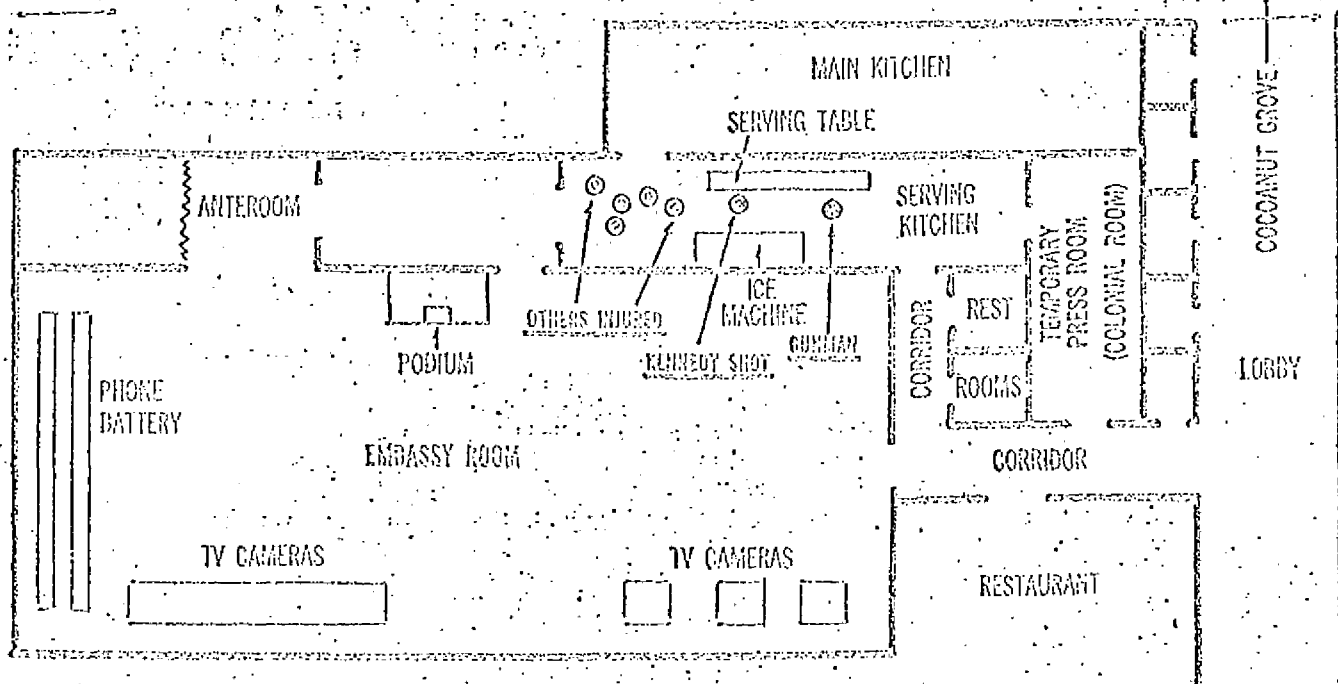 MAIN KITCHEN
SERVING TABLE
COCOANUT GROVE
ANTEROOM
SERVING
KITCHEN
TEMPORARY
PRESS ROOM
(COLONIAL ROOM)
OTHERS INJURED
ICE
MACHINE
KENNEDY SHOT
GUNMAN
CORRIDOR
REST
ROOMS
PODIUM
LOBBY
PHONE
BATTERY
EMBASSY ROOM
CORRIDOR
TV CAMERAS
TV CAMERAS
RESTAURANT